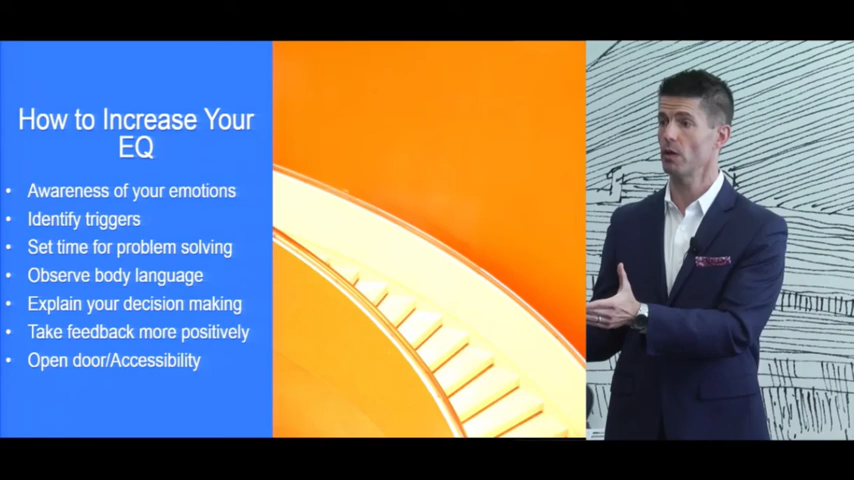 How to Increase Your
EQ
• Awareness of your emotions
• Identify triggers
• Set time for problem solving
• Observe body language
• Explain your decision making
• Take feedback more positively
• Open door/Accessibility